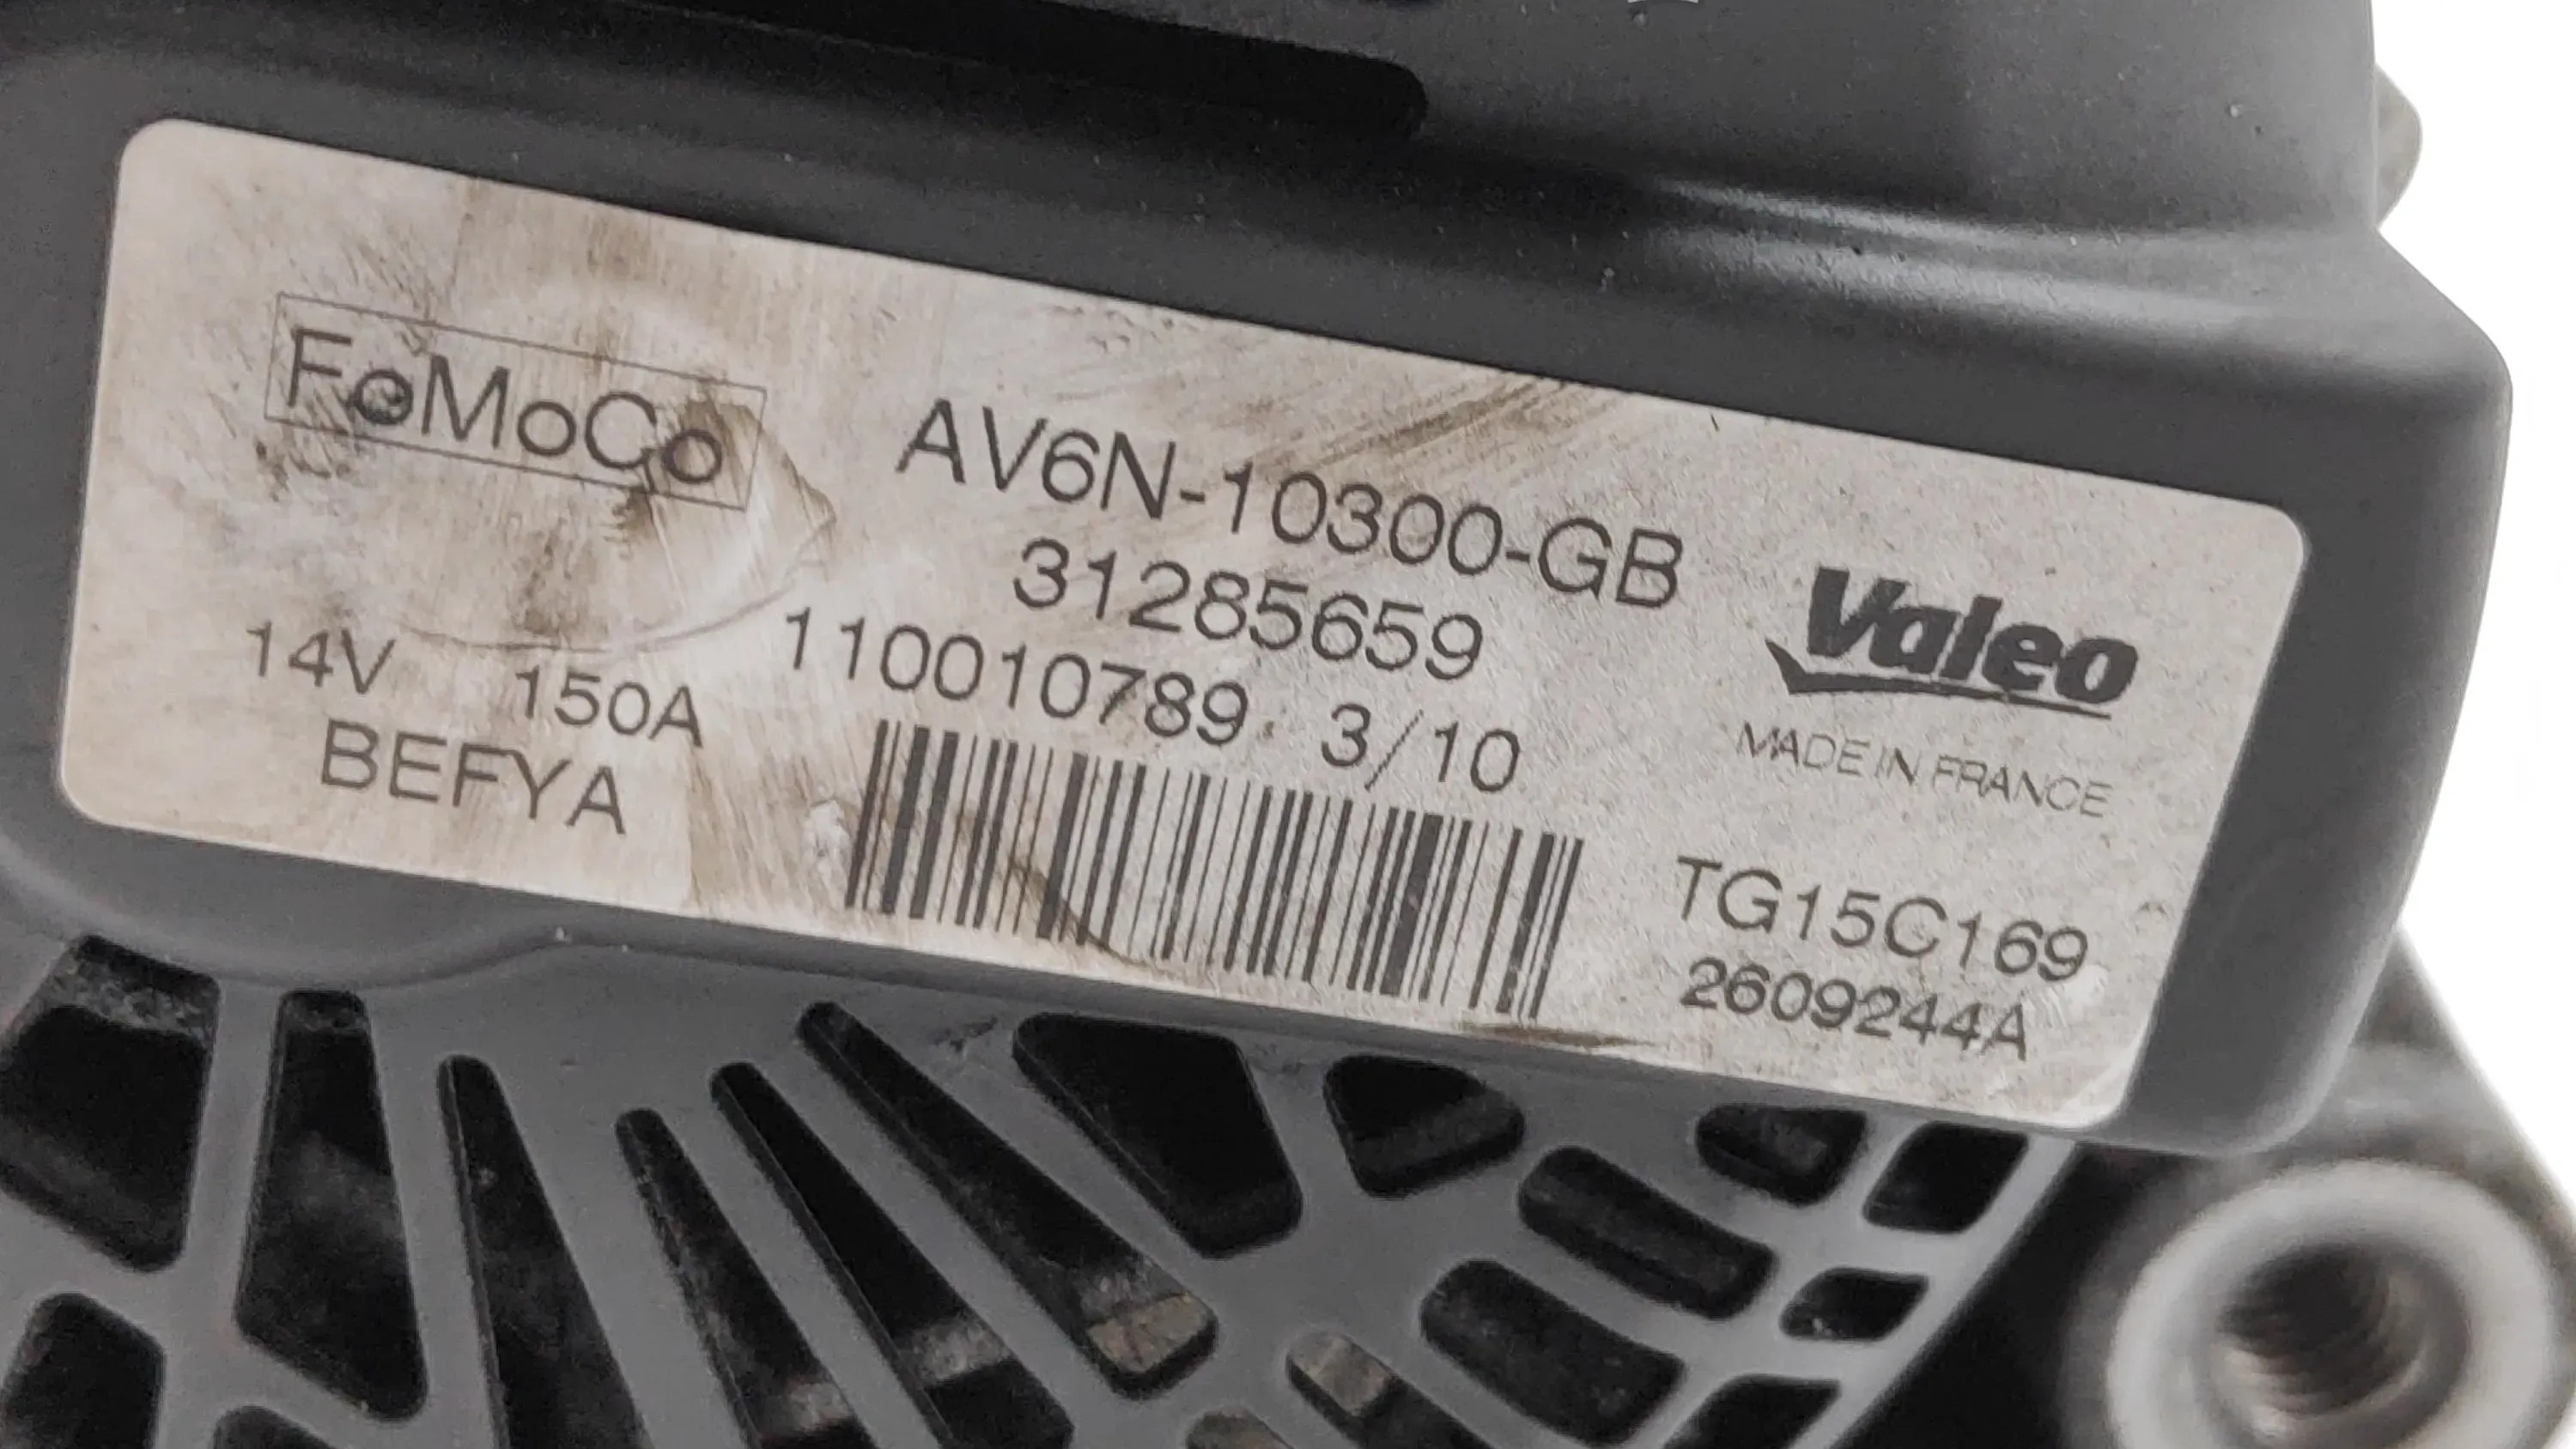 FoMoCo
AV6N-10300-GB
31285659
110010789 3/10
14V 150A
BEFYA
Valeo
MADE IN FRANCE
TG15C169
2609244A